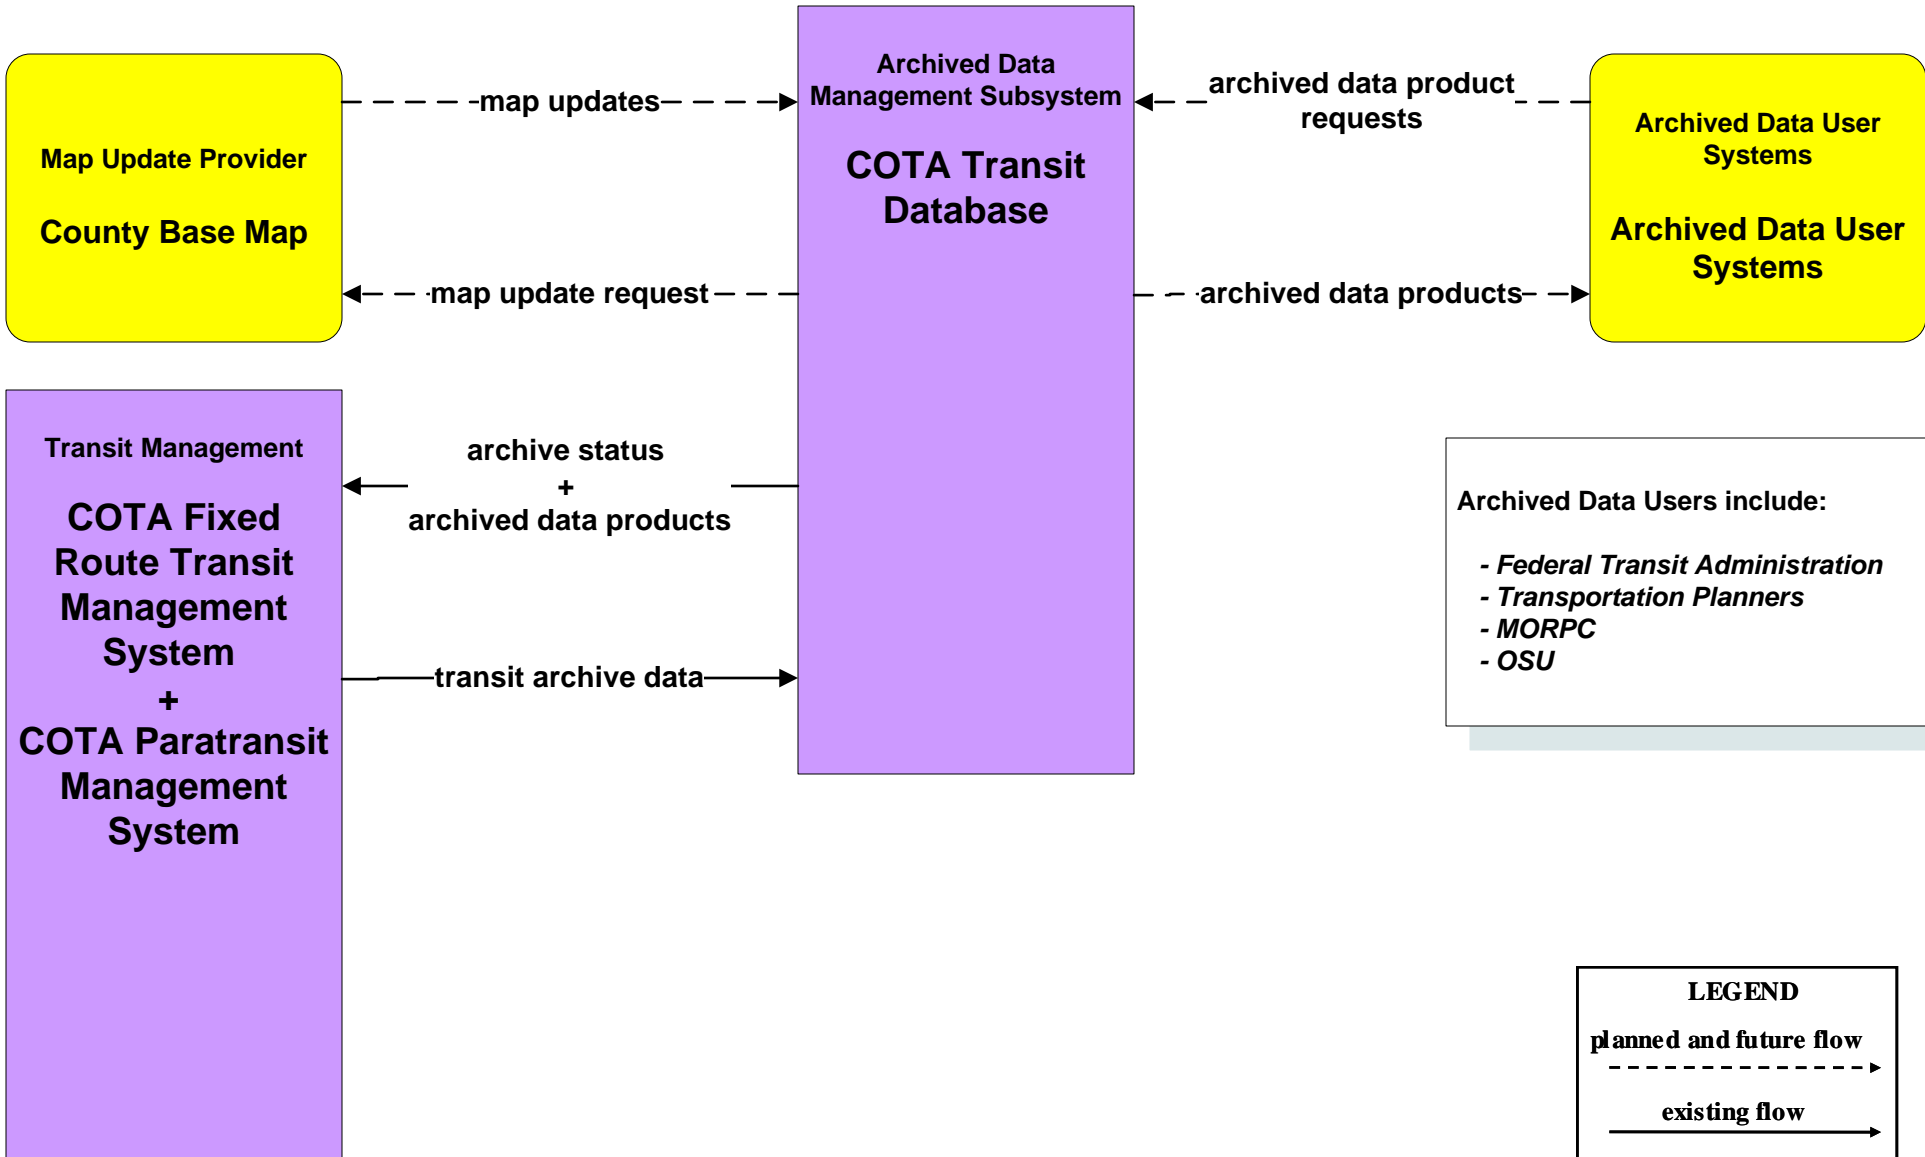 Map Update Provider
County Base Map
map updates
map update request
Archived Data
Management Subsystem
COTA Transit
Database
archived data product
requests
archived data products
Archived Data User
Systems
Archived Data User
Systems
Transit Management
COTA Fixed
Route Transit
Management
System
+
COTA Paratransit
Management
System
archive status
+
archived data products
transit archive data
Archived Data Users include:
- Federal Transit Administration
- Transportation Planners
- MORPC
- OSU
LEGEND
planned and future flow
existing flow